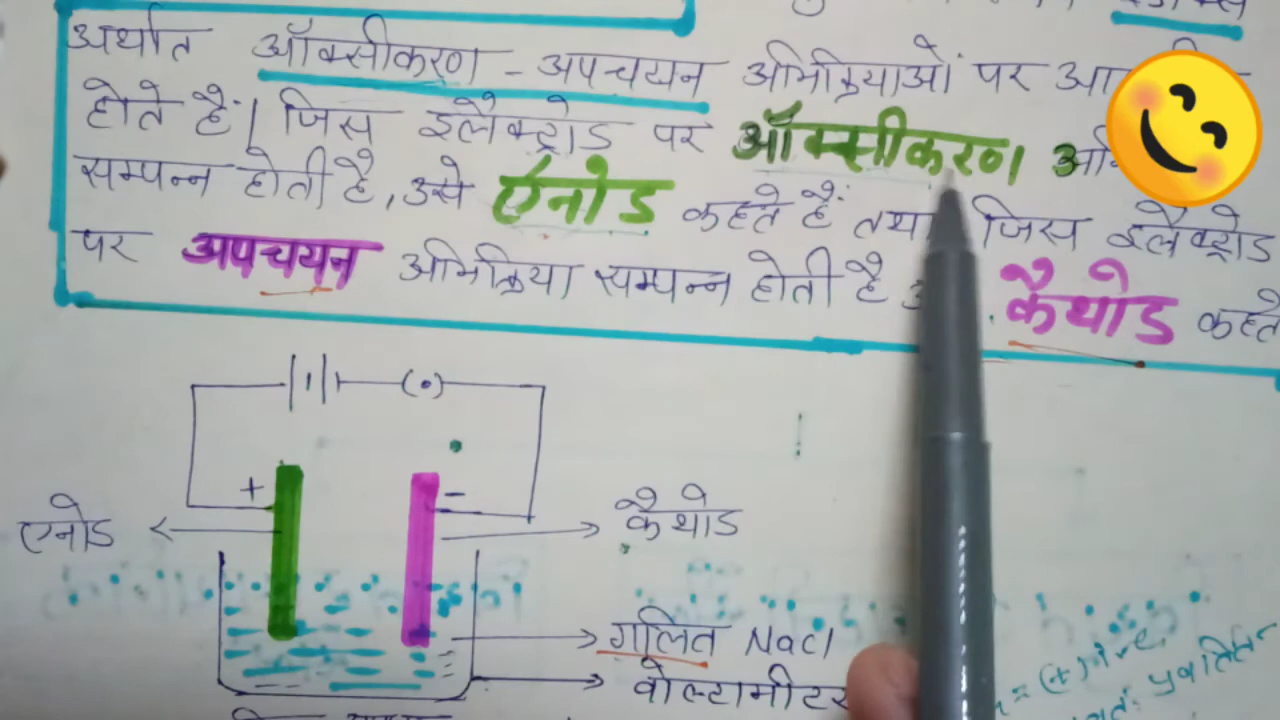 अर्थात ऑक्सीकरण - अपचयन अभिक्रियाओं पर
होते हैं। जिस इलैक्ट्रोड पर ऑक्सीकरण
सम्पन्न होती है, उसे एनोड कहते हैं तथा जिस इलैक्ट्रोड
पर अपचयन अभिक्रिया सम्पन्न होती है कैथोड कहते
+ -
एनोड कैथोड
गलित NaCl
वोल्टामीटर
= (+)ive